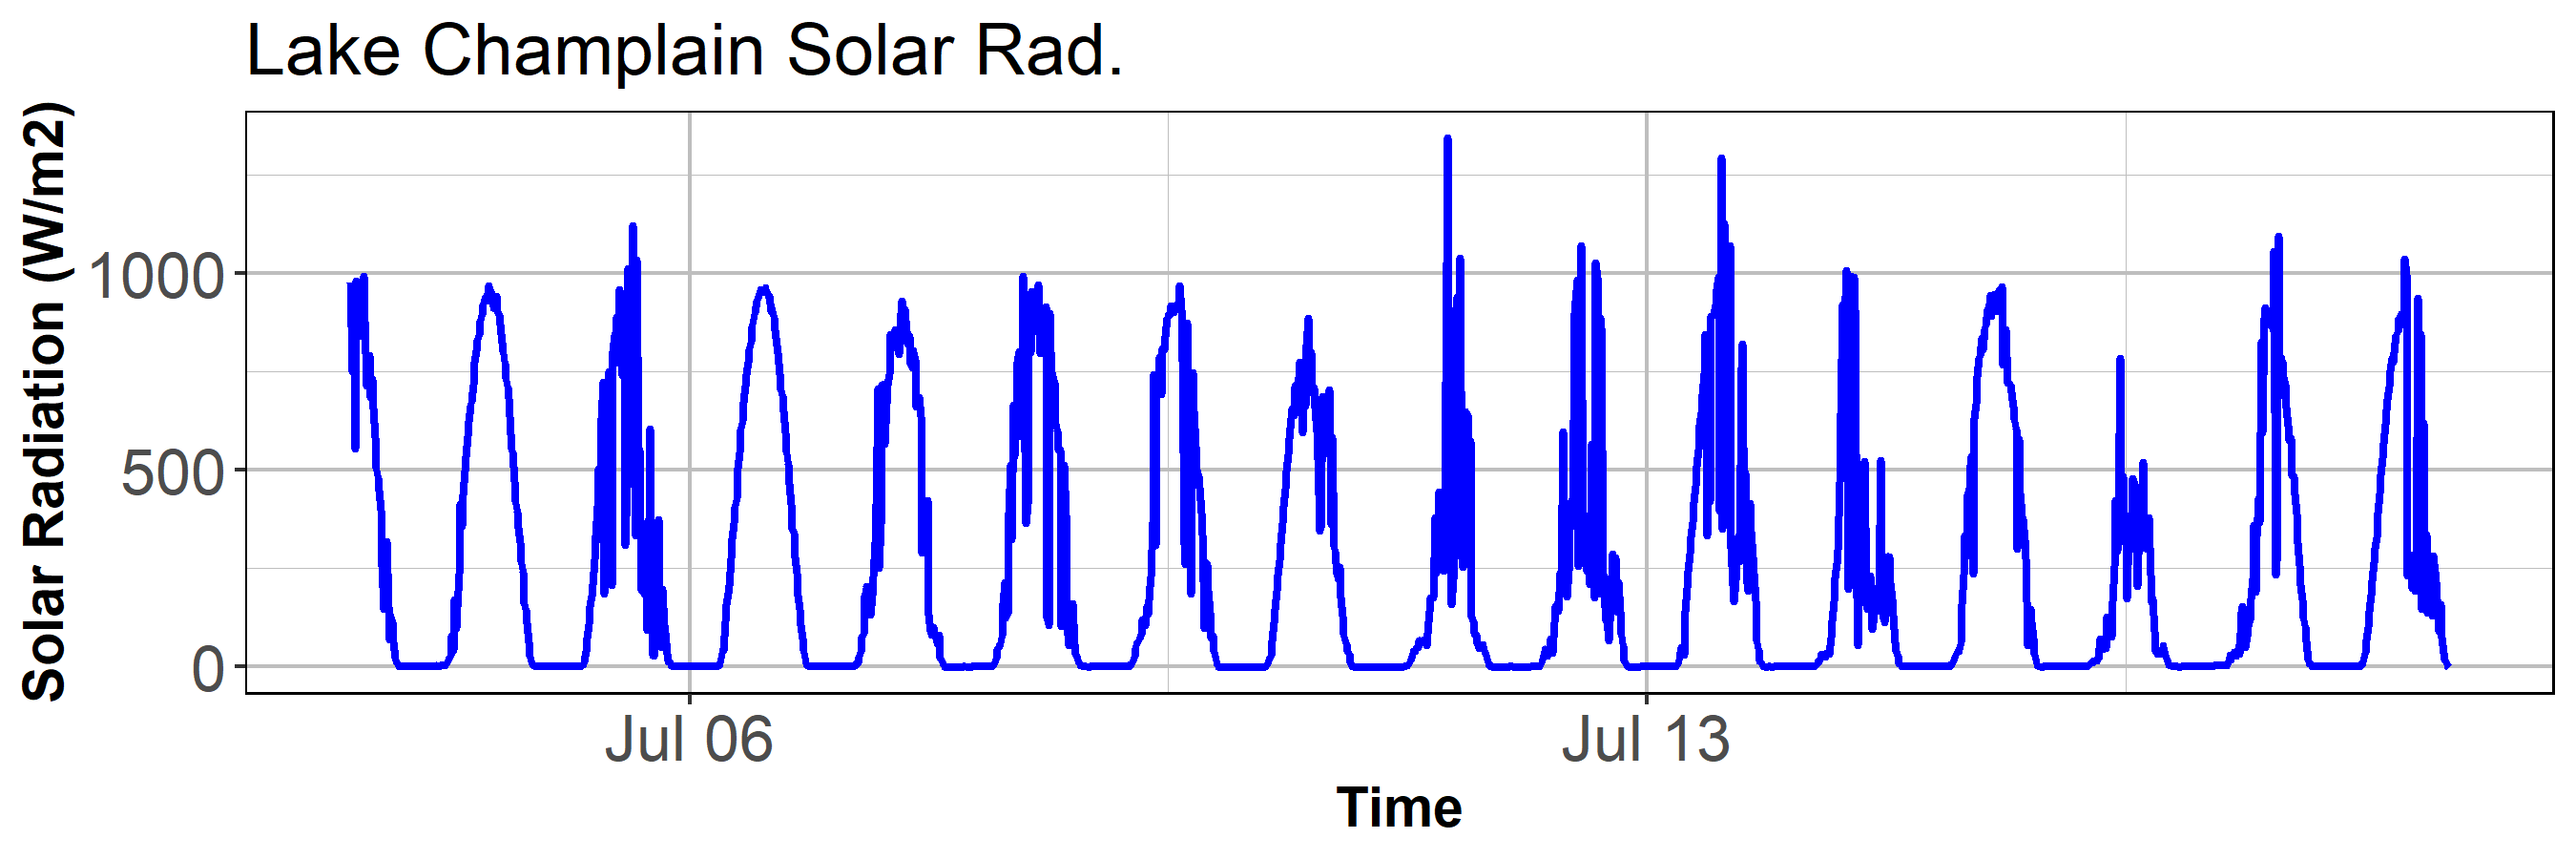 Lake Champlain Solar Rad.
Solar Radiation (W/m2)
1000
500
0
Jul 06
Jul 13
Time